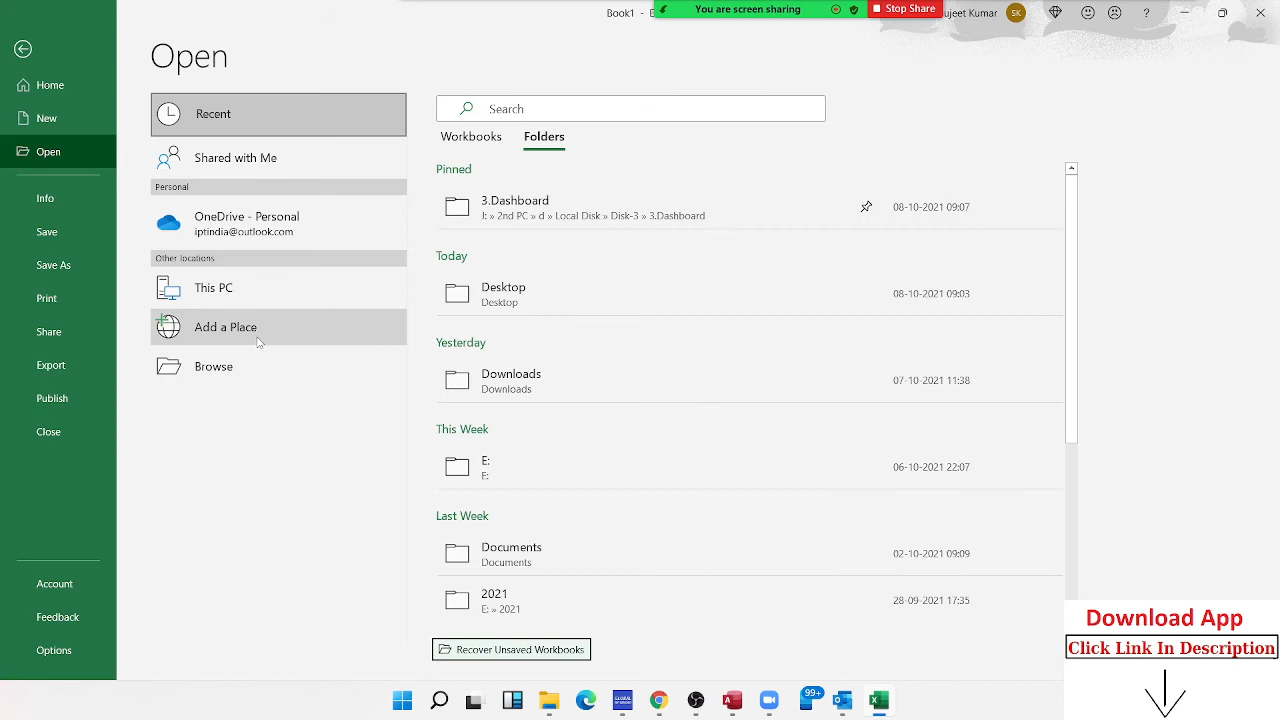 Book1 - E
You are screen sharing
Stop Share
ujeet Kumar
SK
?
Open
Home
New
Open
Info
Save
Save As
Print
Share
Export
Publish
Close
Account
Feedback
Options
Recent
Shared with Me
Personal
OneDrive - Personal
iptindia@outlook.com
Other locations
This PC
Add a Place
Browse
Search
Workbooks Folders
Pinned
3.Dashboard
J: » 2nd PC » d » Local Disk » Disk-3 » 3.Dashboard
08-10-2021 09:07
Today
Desktop
Desktop
08-10-2021 09:03
Yesterday
Downloads
Downloads
07-10-2021 11:38
This Week
E:
E:
06-10-2021 22:07
Last Week
Documents
Documents
02-10-2021 09:09
2021
E: » 2021
28-09-2021 17:35
Recover Unsaved Workbooks
Download App
Click Link In Description
99+